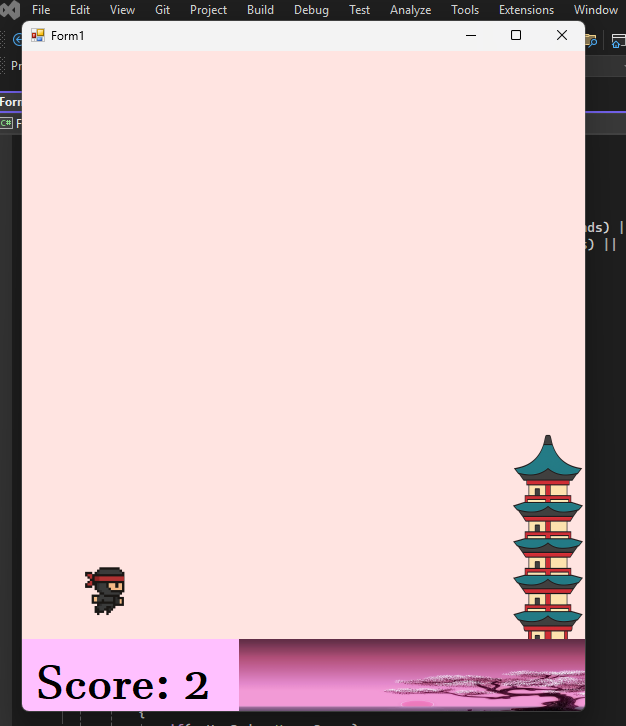 File Edit View Git Project Build Debug Test Analyze Tools Extensions Window
Form1
Score: 2